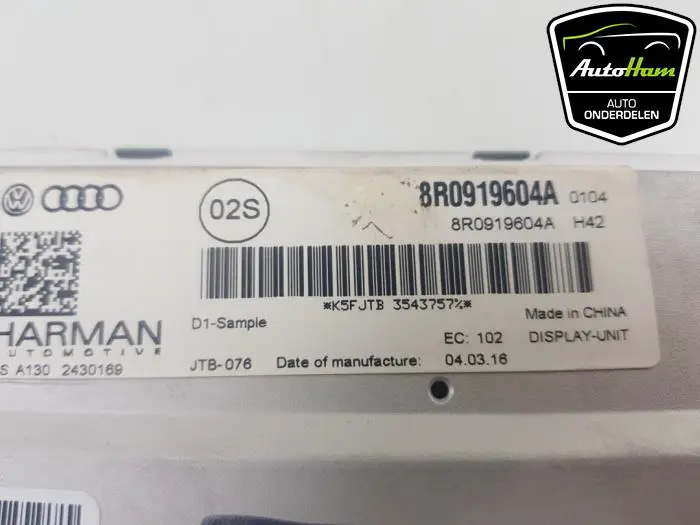 AutoHam
AUTO
ONDERDELEN
02S
8R0919604A 0104
8R0919604A H42
*K5FJTB 3543757%*
HARMAN
AUTOMOTIVE
S A130 2430169
D1-Sample
Made in CHINA
EC: 102 DISPLAY-UNIT
JTB-076 Date of manufacture: 04.03.16